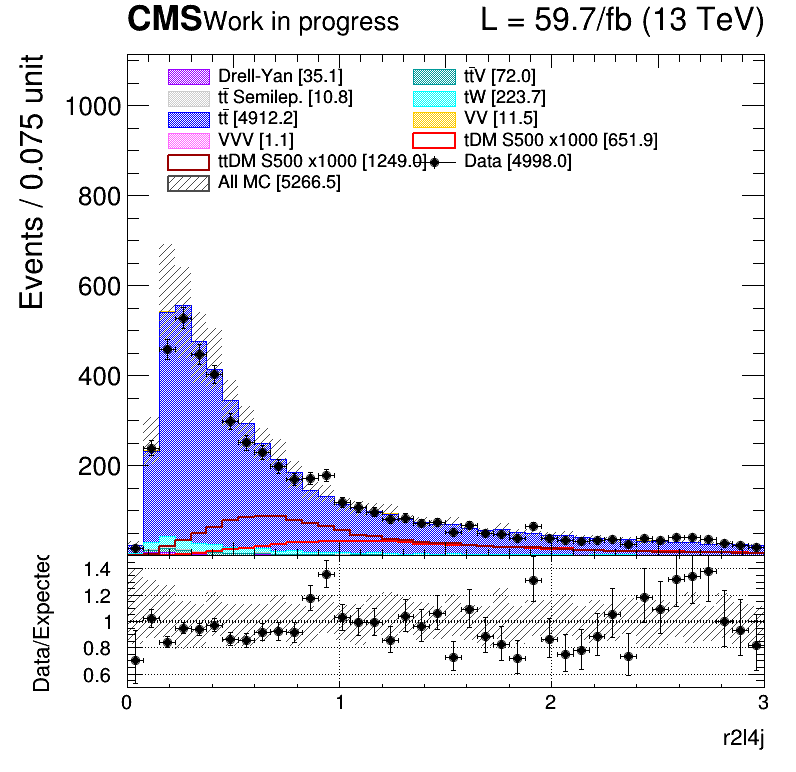 CMS Work in progress L = 59.7/fb (13 TeV)
Events / 0.075 unit
1000
800
600
400
200
Drell-Yan [35.1]
tt̄ Semilep. [10.8]
tt̄ [4912.2]
VVV [1.1]
ttDM S500 x1000 [1249.0]
All MC [5266.5]
tt̄V [72.0]
tW [223.7]
VV [11.5]
tDM S500 x1000 [651.9]
Data [4998.0]
Data/Expected
1.4
1.2
1
0.8
0.6
0 1 2 3
r2l4j